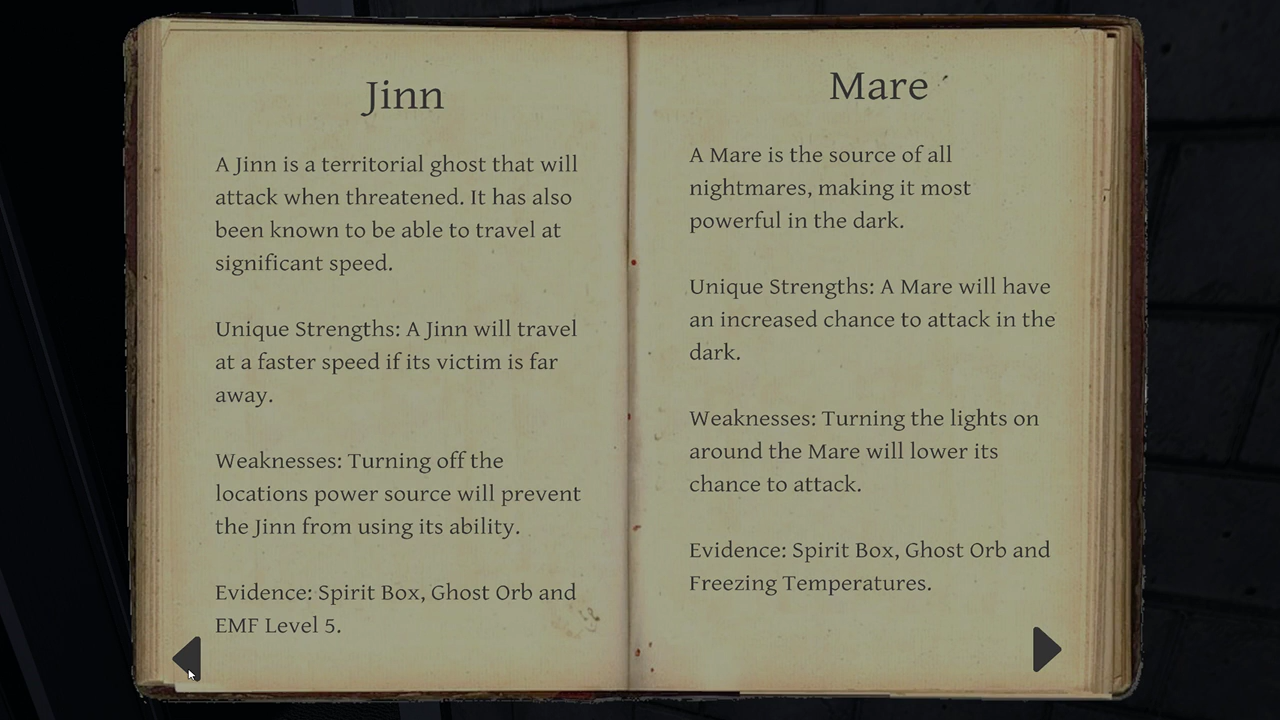 Jinn
A Jinn is a territorial ghost that will
attack when threatened. It has also
been known to be able to travel at
significant speed.
Unique Strengths: A Jinn will travel
at a faster speed if its victim is far
away.
Weaknesses: Turning off the
locations power source will prevent
the Jinn from using its ability.
Evidence: Spirit Box, Ghost Orb and
EMF Level 5.
Mare
A Mare is the source of all
nightmares, making it most
powerful in the dark.
Unique Strengths: A Mare will have
an increased chance to attack in the
dark.
Weaknesses: Turning the lights on
around the Mare will lower its
chance to attack.
Evidence: Spirit Box, Ghost Orb and
Freezing Temperatures.